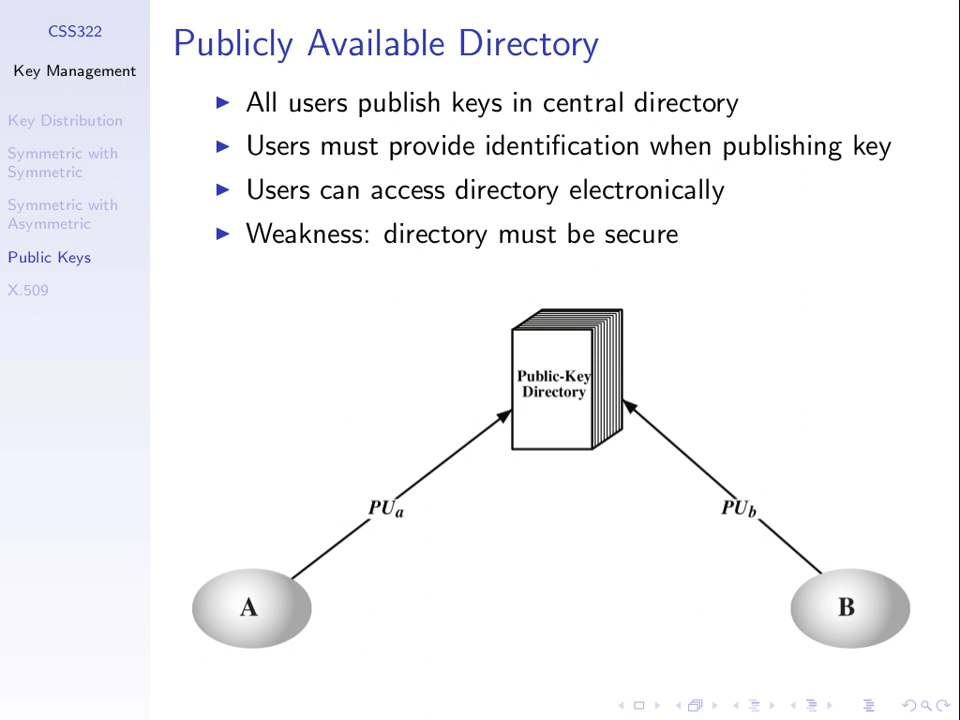 CSS322
Key Management
Key Distribution
Symmetric with
Symmetric
Symmetric with
Asymmetric
Public Keys
X.509
Publicly Available Directory
All users publish keys in central directory
Users must provide identification when publishing key
Users can access directory electronically
Weakness: directory must be secure
Public-Key
Directory
PUa
PUb
A
B